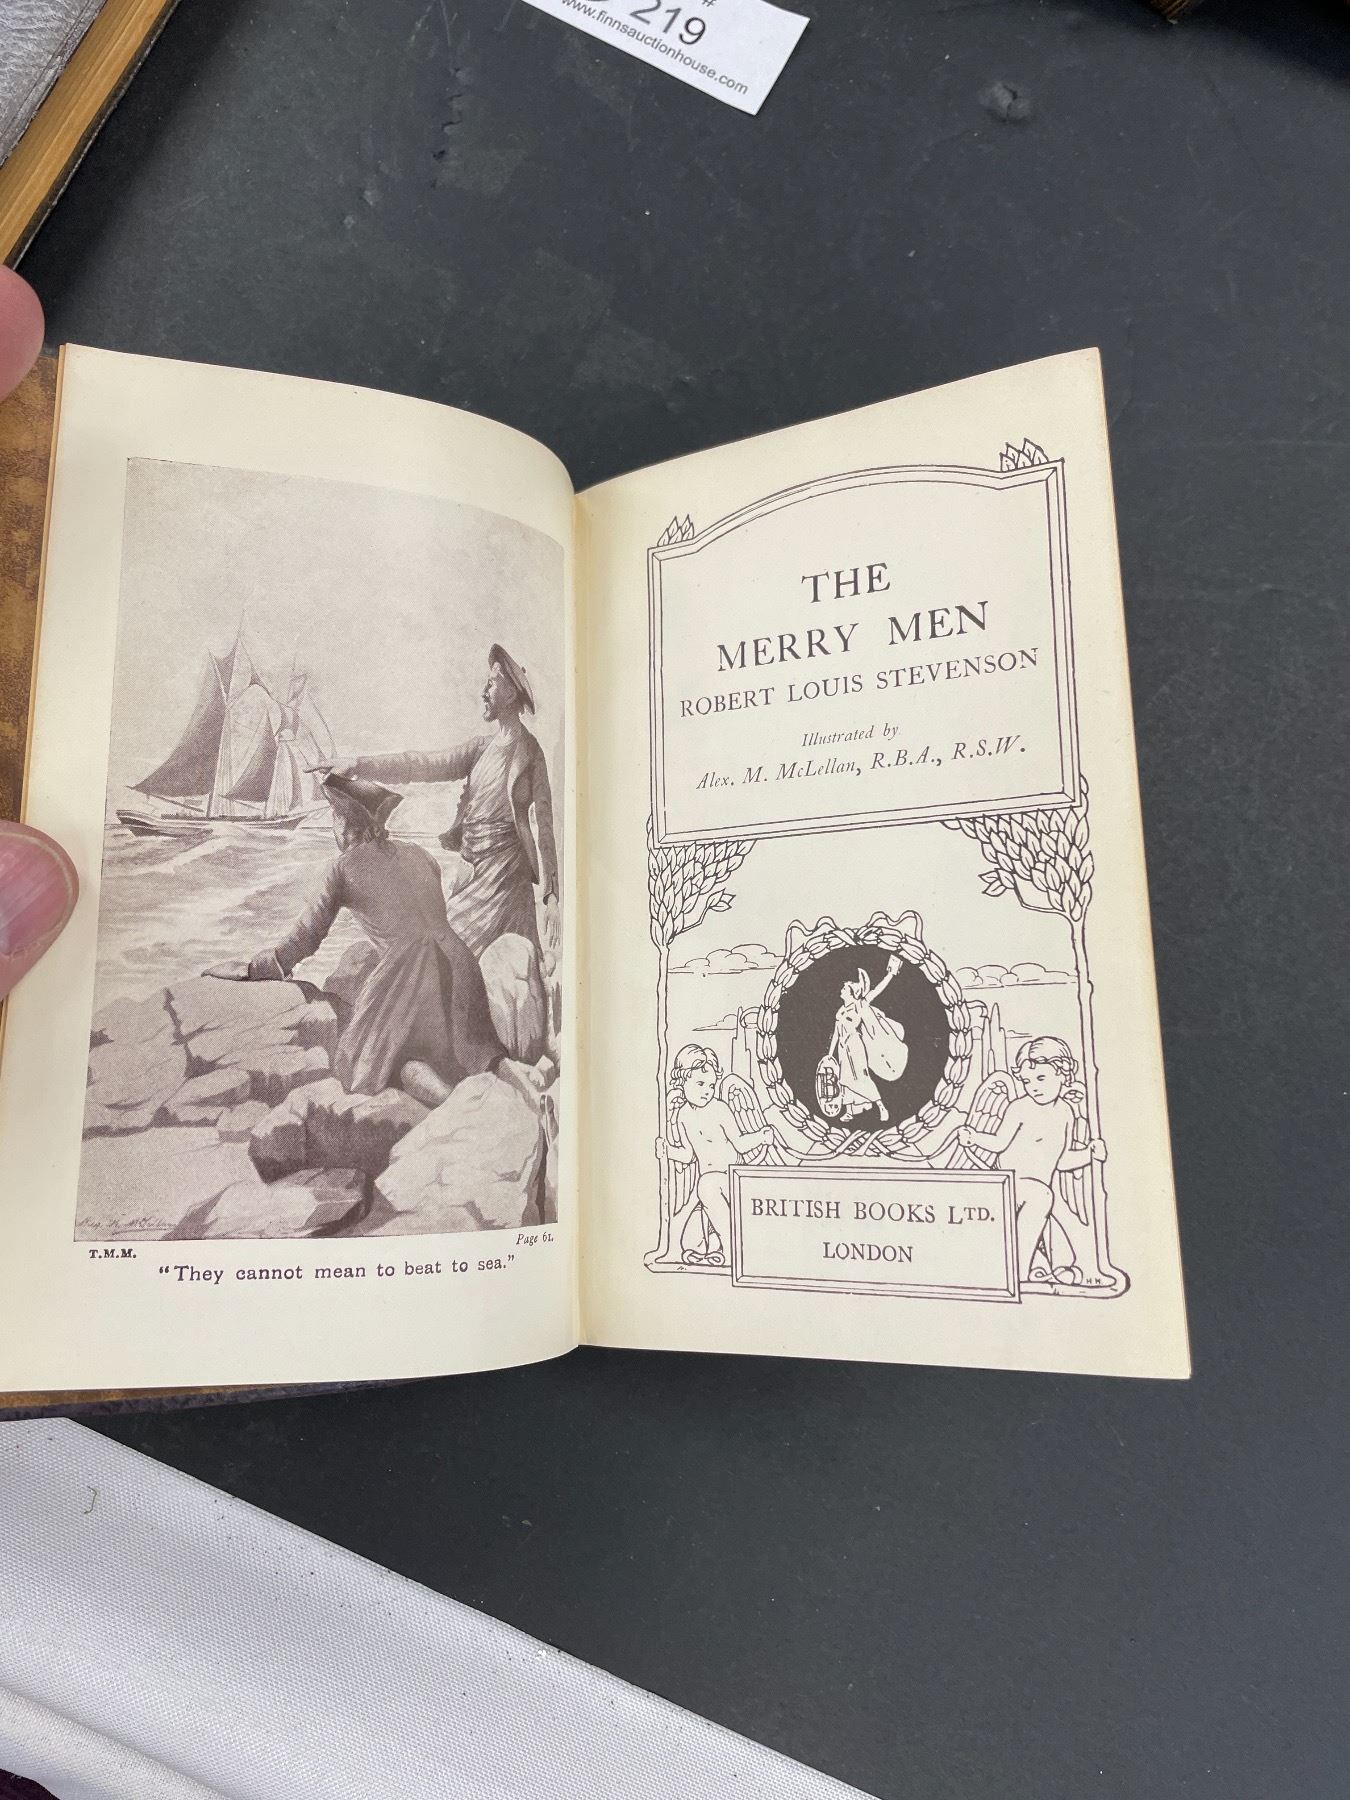 #
219
www.finnsauctionhouse.com
T.M.M.
Page 61.
"They cannot mean to beat to sea."
THE
MERRY MEN
ROBERT LOUIS STEVENSON
Illustrated by
Alex. M. McLellan, R.B.A., R.S.W.
B
BRITISH BOOKS LTD.
LONDON
H M